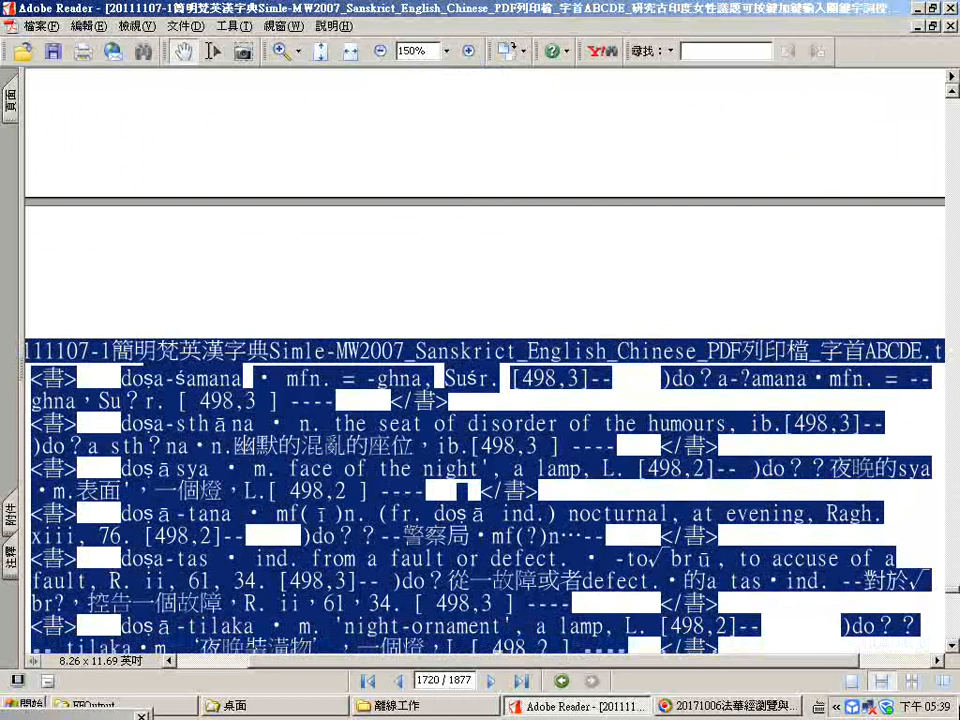 Adobe Reader - [20111107-1簡明梵英漢字典Simle-MW2007_Sanskrict_English_Chinese_PDF列印檔_字首ABCDE_研究古印度女性議題可按鍵加鍵輸入關鍵字詞搜
檔案(F) 編輯(E) 檢視(V) 文件(D) 工具(T) 視窗(W) 說明(H)
150% Y! 尋找:
頁面
111107-1簡明梵英漢字典Simle-MW2007_Sanskrict_English_Chinese_PDF列印檔_字首ABCDE.t
<書> doṣa-śamana • mfn. = -ghna, Suśr. [498,3]-- )do？a-?amana•mfn. = --
ghna，Su？r. [ 498,3 ] ---- </書>
<書> doṣa-sthāna • n. the seat of disorder of the humours, ib.[498,3]--
)do？a sth？na•n.幽默的混亂的座位，ib.[498,3 ] ---- </書>
<書> doṣāsya • m. face of the night', a lamp, L. [498,2]-- )do？？夜晚的sya
•m.表面'，一個燈，L.[ 498,2 ] ---- </書>
<書> doṣā-tana • mf(ī)n. (fr. doṣā ind.) nocturnal, at evening, Ragh.
xiii, 76. [498,2]-- )do？？--警察局•mf(?)n…-- </書>
<書> doṣa-tas • ind. from a fault or defect. • -to√brū, to accuse of a
fault, R. ii, 61, 34. [498,3]-- )do？從一故障或者defect.•的a tas•ind. --對於√
br?，控告一個故障，R. ii，61，34. [ 498,3 ] ---- </書>
<書> doṣā-tilaka • m. 'night-ornament', a lamp, L. [498,2]-- )do？？
-- tilaka•m.'夜晚裝潢物'，一個燈，L.[ 498,2 ] ---- </書>
附件
注釋
8.26 x 11.69 英吋
1720 / 1877
開始 FFOutput 桌面 離線工作 Adobe Reader - [201111... 20171006法華經瀏覽與... 下午 05:39